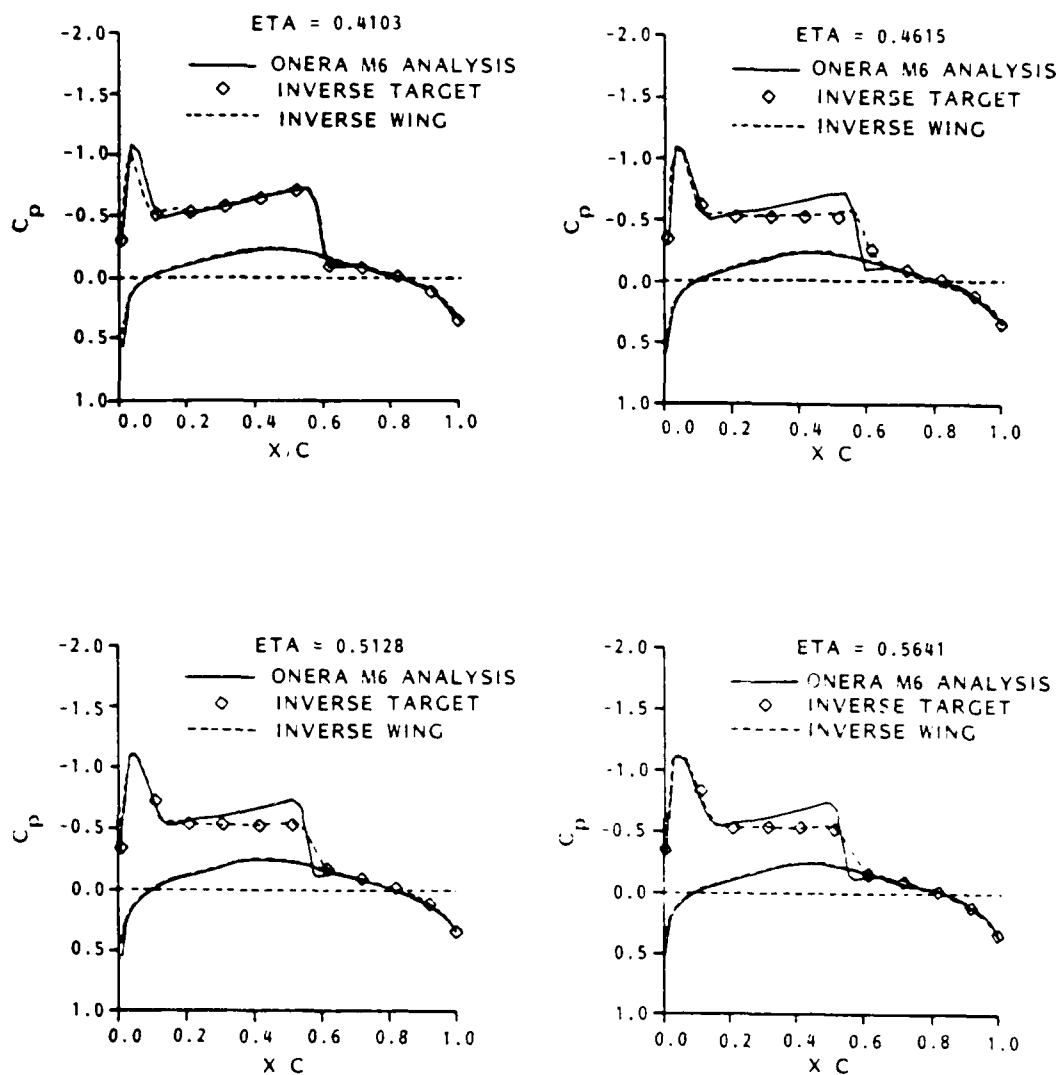 ETA = 0.4103
ONERA M6 ANALYSIS
INVERSE TARGET
INVERSE WING
-2.0
-1.5
-1.0
-0.5
0.0
0.5
1.0
Cp
0.0 0.2 0.4 0.6 0.8 1.0
X/C
ETA = 0.4615
ONERA M6 ANALYSIS
INVERSE TARGET
INVERSE WING
-2.0
-1.5
-1.0
-0.5
0.0
0.5
1.0
Cp
0.0 0.2 0.4 0.6 0.8 1.0
X C
ETA = 0.5128
ONERA M6 ANALYSIS
INVERSE TARGET
INVERSE WING
-2.0
-1.5
-1.0
-0.5
0.0
0.5
1.0
Cp
0.0 0.2 0.4 0.6 0.8 1.0
X C
ETA = 0.5641
ONERA M6 ANALYSIS
INVERSE TARGET
INVERSE WING
-2.0
-1.5
-1.0
-0.5
0.0
0.5
1.0
Cp
0.0 0.2 0.4 0.6 0.8 1.0
X C